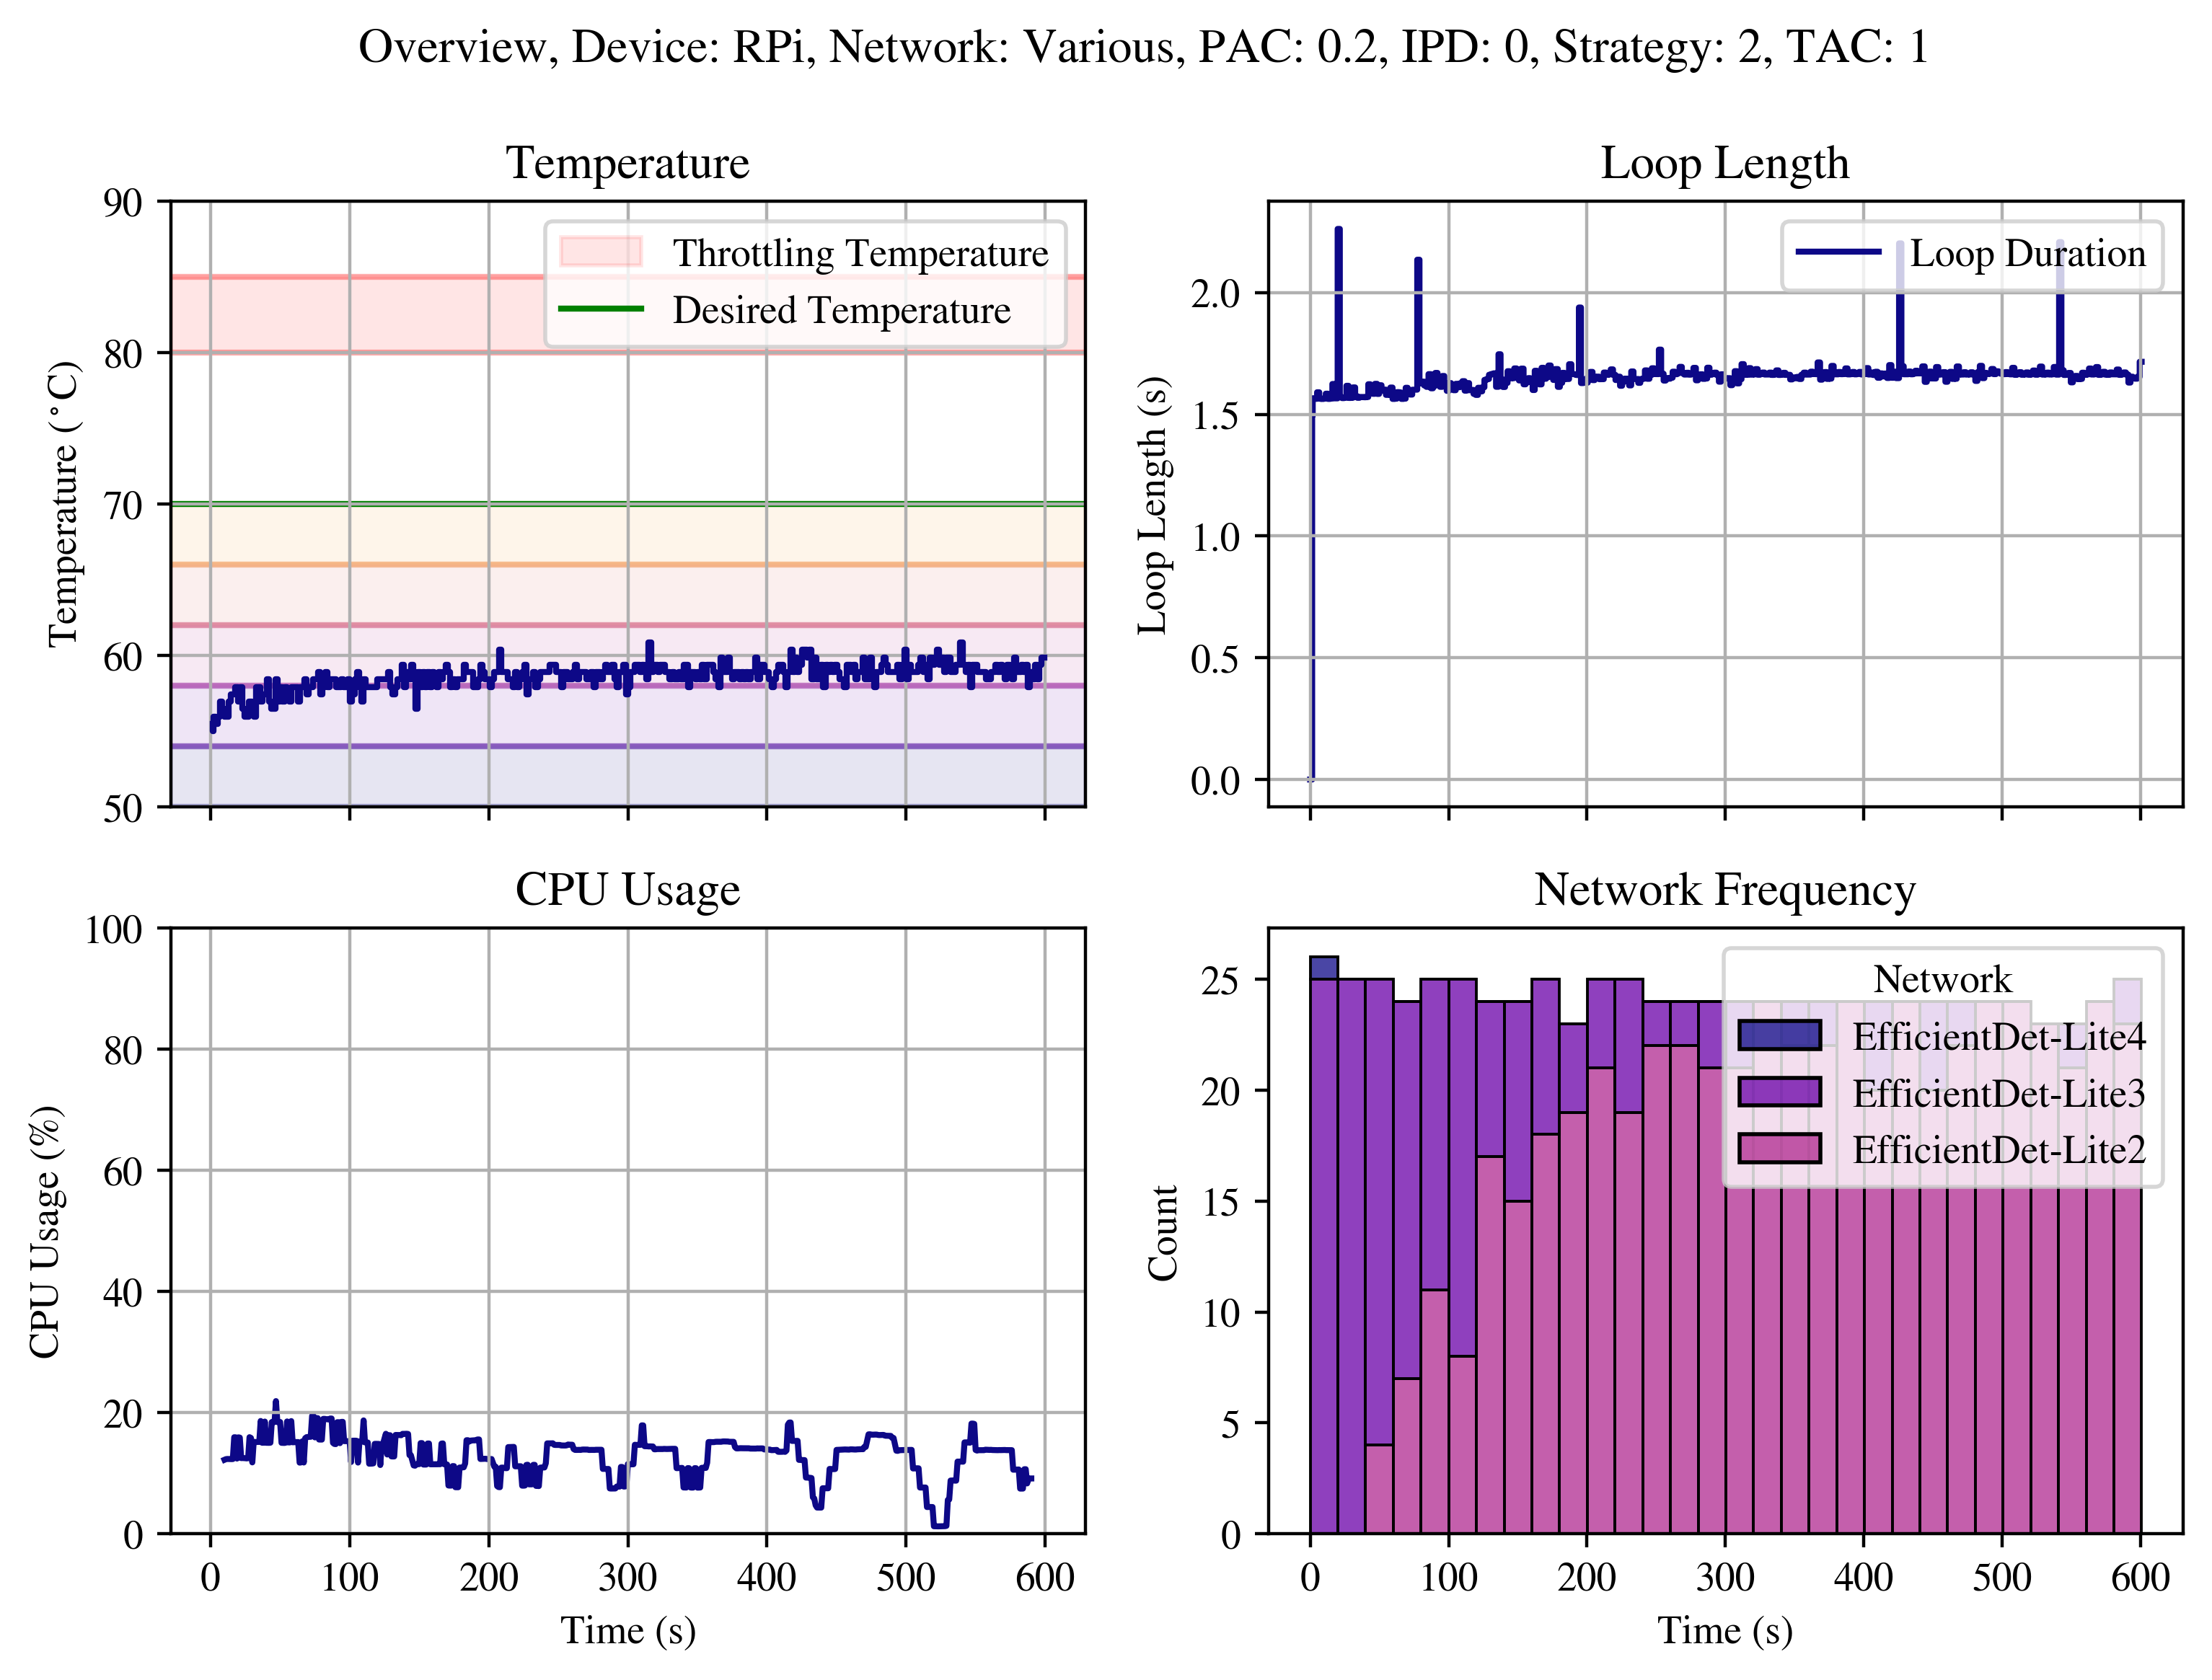 Overview, Device: RPi, Network: Various, PAC: 0.2, IPD: 0, Strategy: 2, TAC: 1
Temperature
90
80
70
60
50
Temperature (°C)
Throttling Temperature
Desired Temperature
Loop Length
2.0
1.5
1.0
0.5
0.0
Loop Length (s)
Loop Duration
CPU Usage
100
80
60
40
20
0
CPU Usage (%)
0 100 200 300 400 500 600
Time (s)
Network Frequency
25
20
15
10
5
0
Count
Network
EfficientDet-Lite4
EfficientDet-Lite3
EfficientDet-Lite2
0 100 200 300 400 500 600
Time (s)